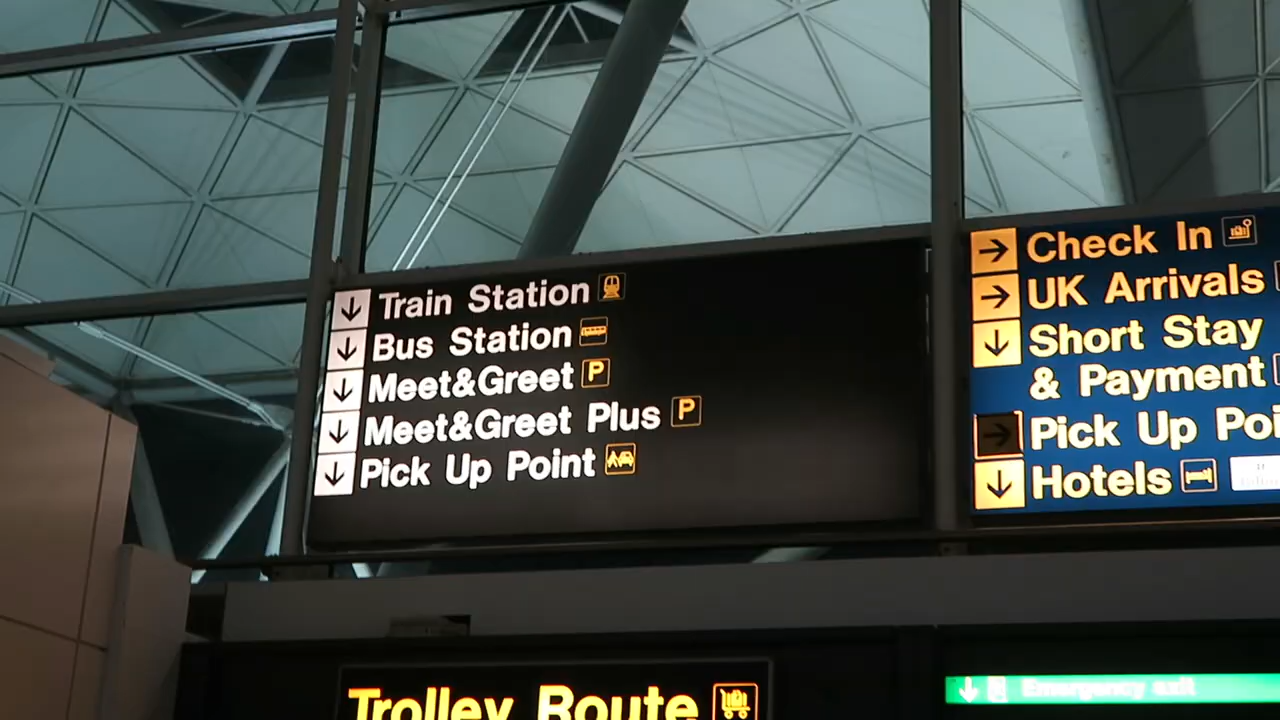 Train Station
Bus Station
Meet&Greet P
Meet&Greet Plus P
Pick Up Point
Check In
UK Arrivals
Short Stay
& Payment
Pick Up Poi
Hotels
Trolley Route
Emergency exit